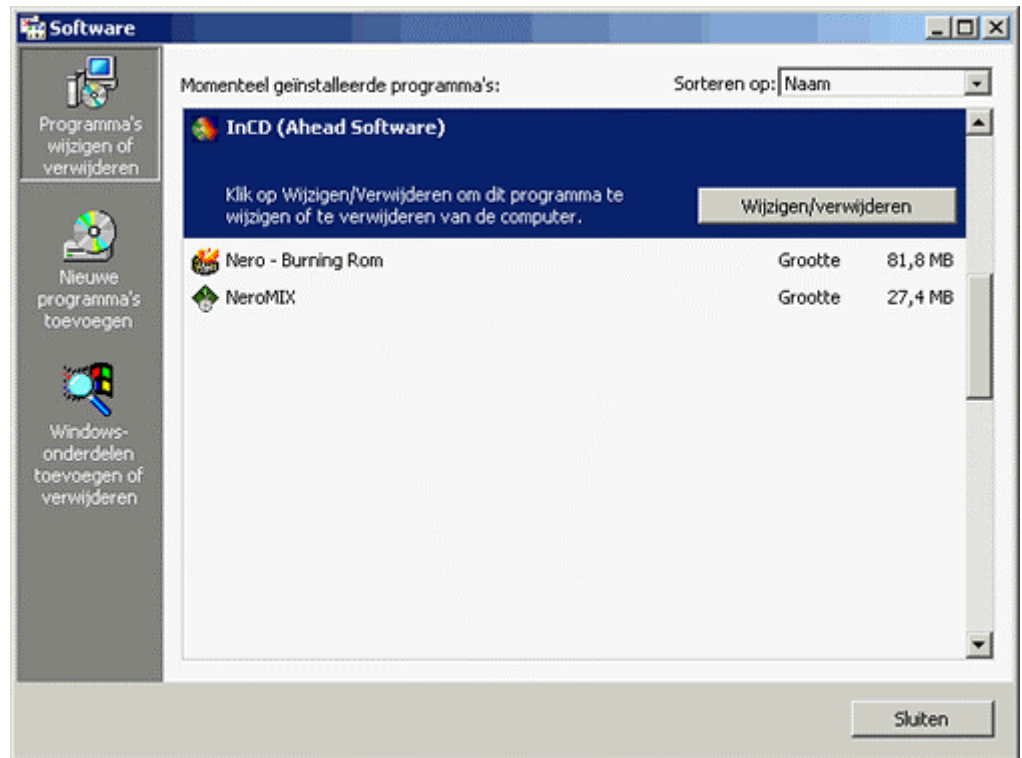 Software
Programma's
wijzigen of
verwijderen
Nieuwe
programma's
toevoegen
Windows-
onderdelen
toevoegen of
verwijderen
Momenteel geïnstalleerde programma's:
Sorteren op: Naam
InCD (Ahead Software)
Klik op Wijzigen/Verwijderen om dit programma te
wijzigen of te verwijderen van de computer.
Wijzigen/verwijderen
Nero - Burning Rom Grootte 81,8 MB
NeroMIX Grootte 27,4 MB
Sluiten